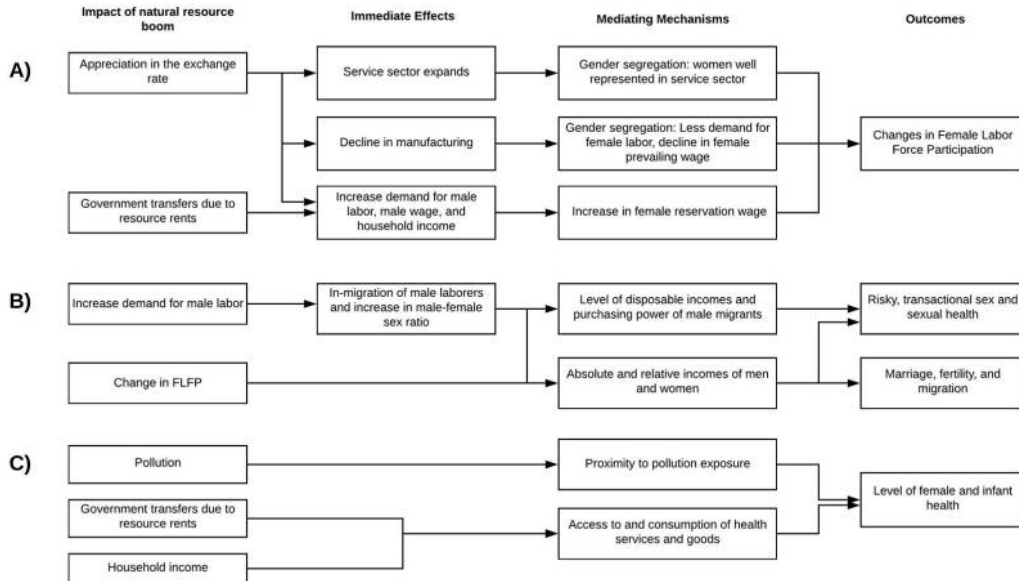 Impact of natural resource
boom
Immediate Effects
Mediating Mechanisms
Outcomes
A)
Appreciation in the exchange
rate
Service sector expands
Gender segregation: women well
represented in service sector
Decline in manufacturing
Gender segregation: Less demand for
female labor, decline in female
prevailing wage
Changes in Female Labor
Force Participation
Government transfers due to
resource rents
Increase demand for male
labor, male wage, and
household income
Increase in female reservation wage
B)
Increase demand for male labor
In-migration of male laborers
and increase in male-female
sex ratio
Level of disposable incomes and
purchasing power of male migrants
Risky, transactional sex and
sexual health
Change in FLFP
Absolute and relative incomes of men
and women
Marriage, fertility, and
migration
C)
Pollution
Proximity to pollution exposure
Level of female and infant
health
Government transfers due to
resource rents
Access to and consumption of health
services and goods
Household income